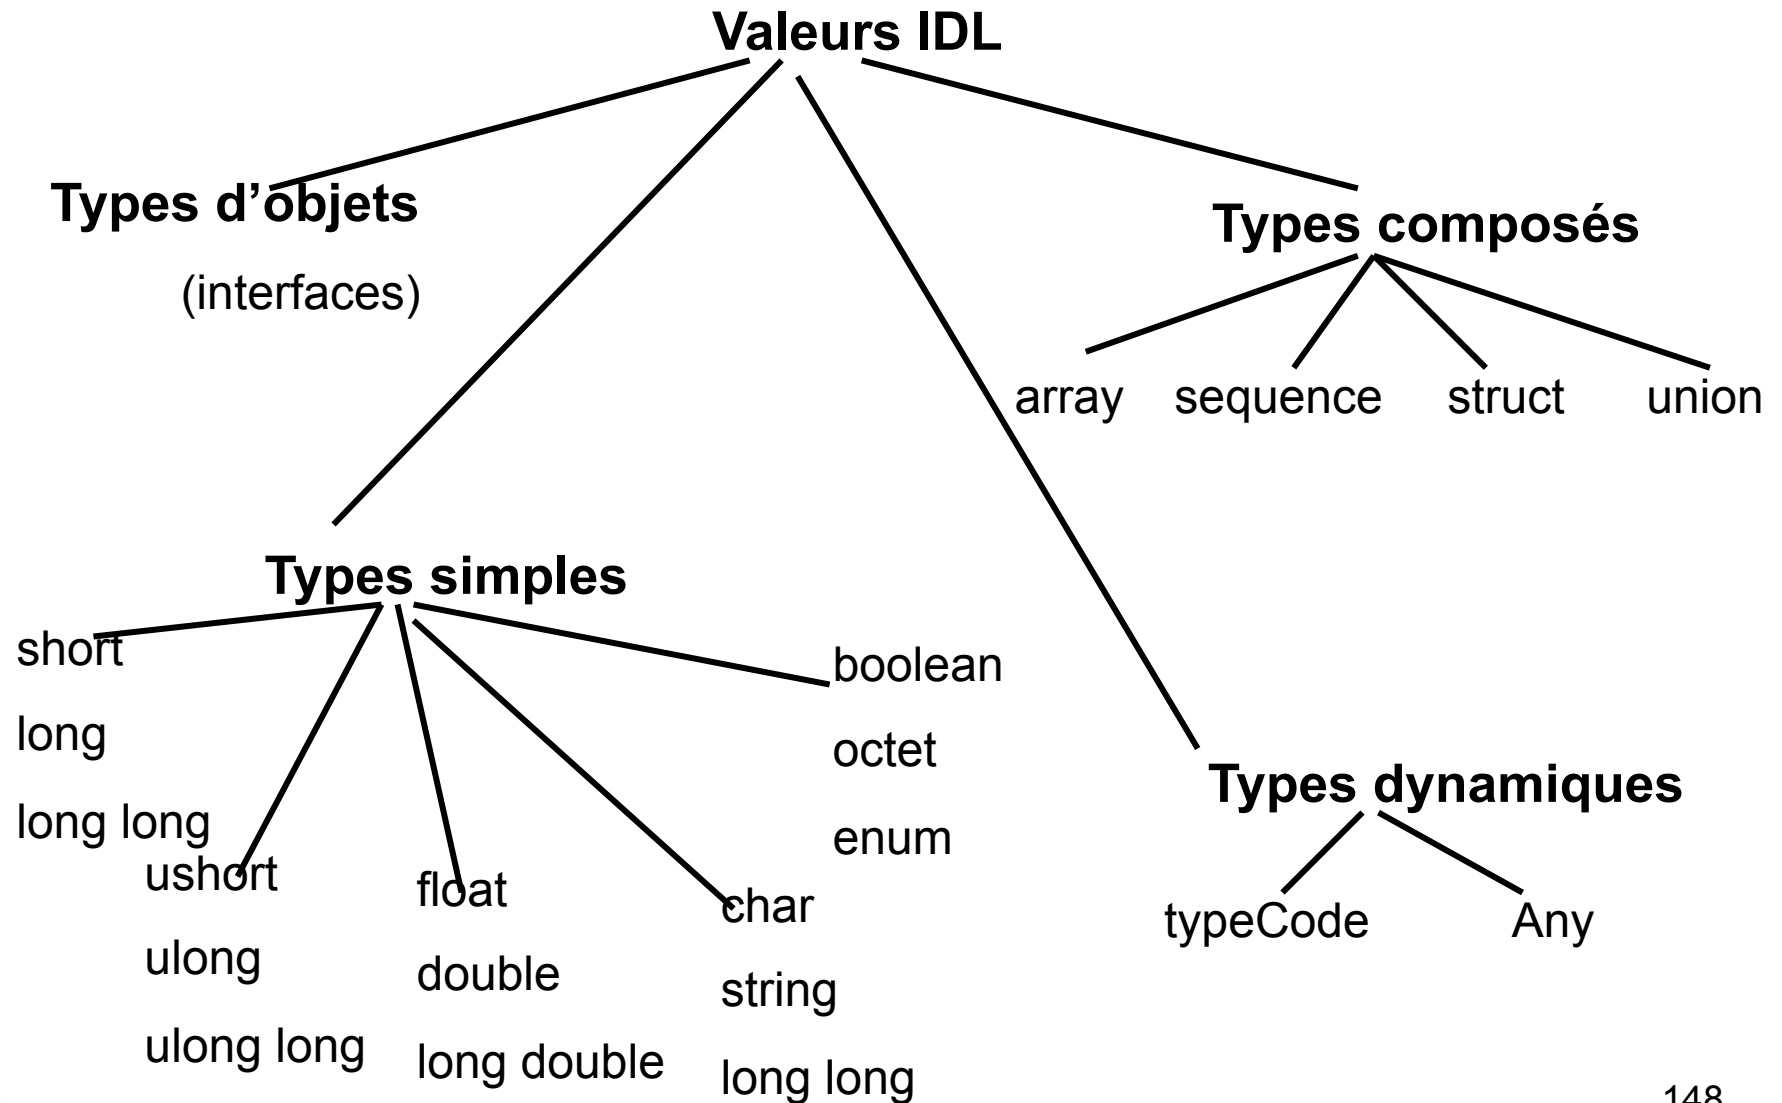 Valeurs IDL
Types d’objets
(interfaces)
Types composés
array sequence struct union
Types simples
short
long
long long
ushort
ulong
ulong long
float
double
long double
char
string
long long
boolean
octet
enum
Types dynamiques
typeCode Any
148